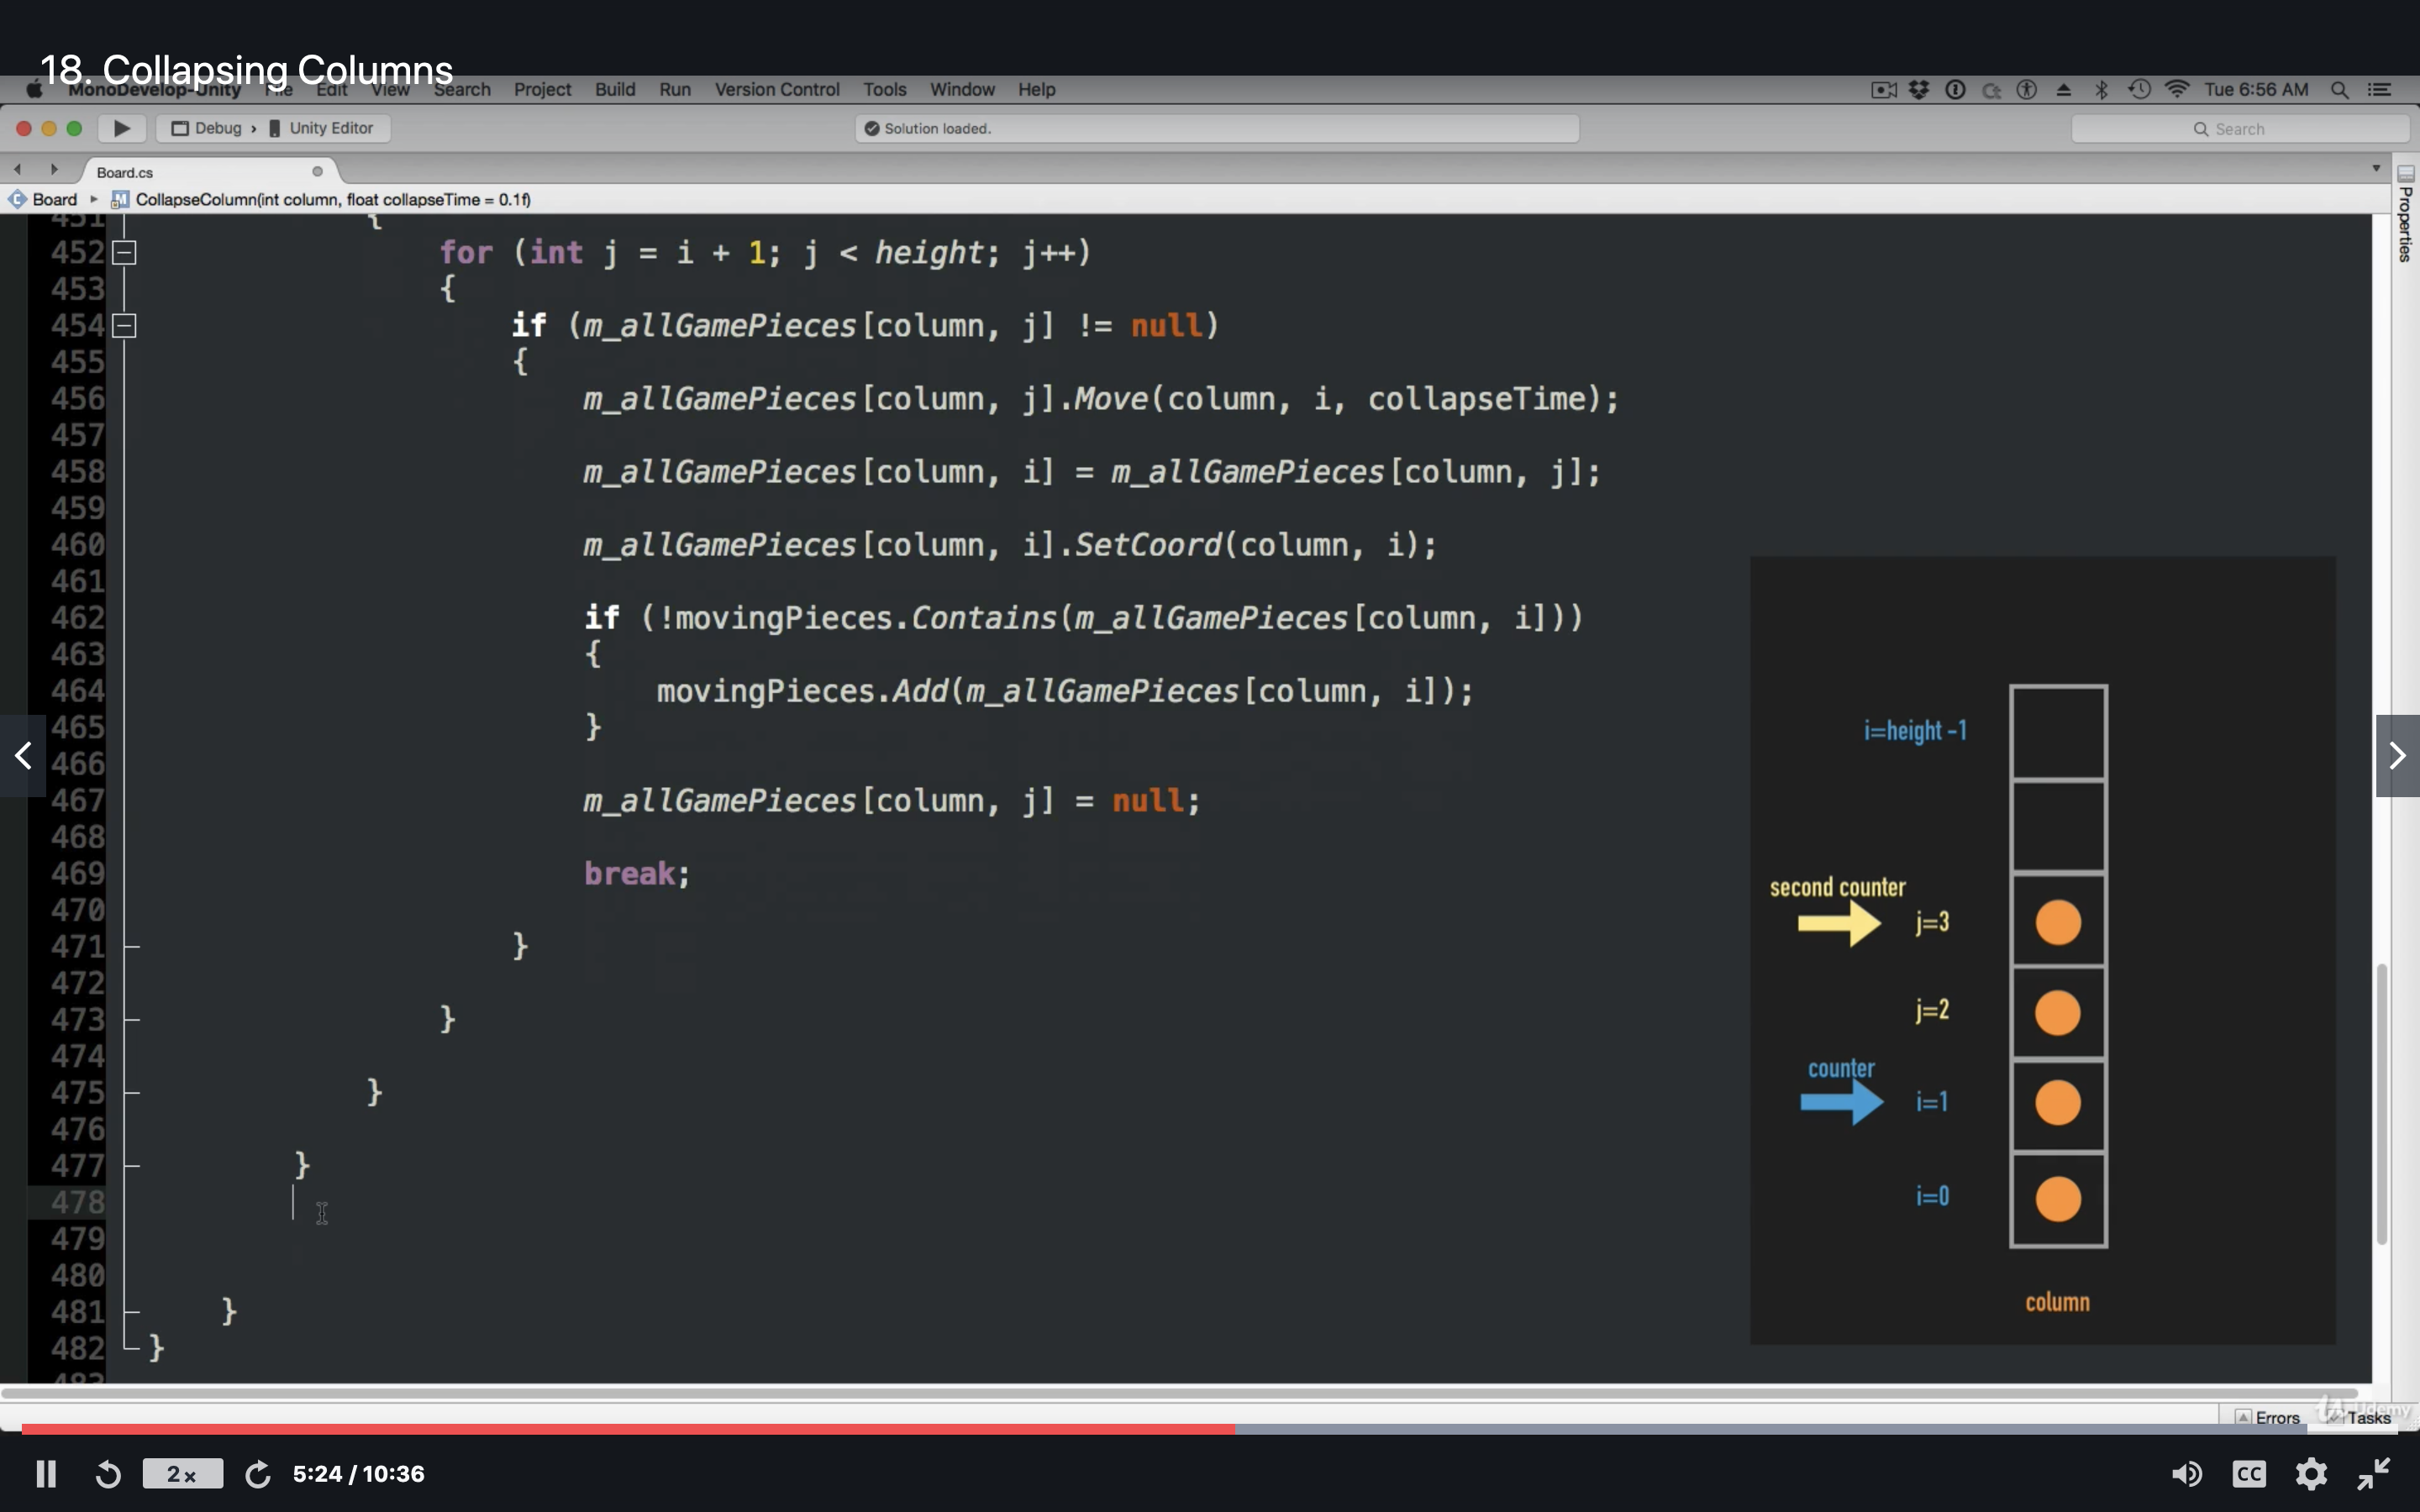 18. Collapsing Columns
MonoDevelop-Unity File Edit View Search Project Build Run Version Control Tools Window Help Tue 6:56 AM
Debug › Unity Editor Solution loaded. Search
Board.cs
Board ▸ CollapseColumn(int column, float collapseTime = 0.1f)
Properties
451 {
452 for (int j = i + 1; j < height; j++)
453 {
454 if (m_allGamePieces[column, j] != null)
455 {
456 m_allGamePieces[column, j].Move(column, i, collapseTime);
457
458 m_allGamePieces[column, i] = m_allGamePieces[column, j];
459
460 m_allGamePieces[column, i].SetCoord(column, i);
461
462 if (!movingPieces.Contains(m_allGamePieces[column, i]))
463 {
464 movingPieces.Add(m_allGamePieces[column, i]);
465 }
466
467 m_allGamePieces[column, j] = null;
468
469 break;
470
471 }
472
473 }
474
475 }
476
477 }
478
479
480
481 }
482 }
483
i=height -1
second counter
j=3
j=2
counter
i=1
i=0
column
Errors Tasks
Udemy
2x 5:24 / 10:36 CC